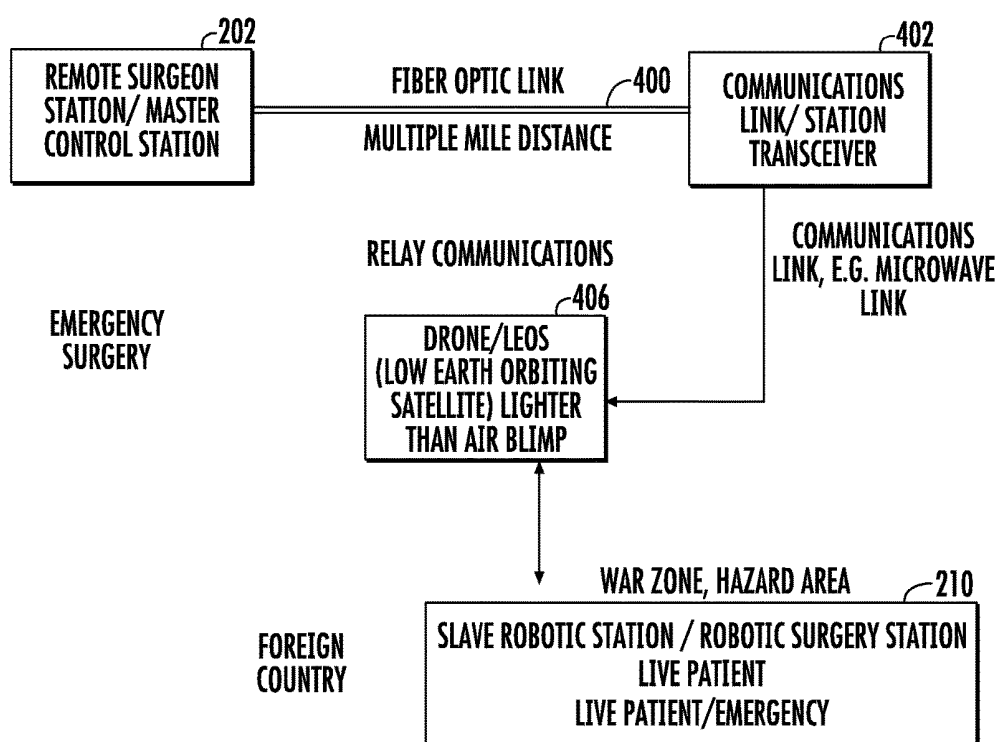 202
REMOTE SURGEON
STATION/ MASTER
CONTROL STATION
FIBER OPTIC LINK
400
MULTIPLE MILE DISTANCE
402
COMMUNICATIONS
LINK/ STATION
TRANSCEIVER
COMMUNICATIONS
LINK, E.G. MICROWAVE
LINK
RELAY COMMUNICATIONS
406
DRONE/LEOS
(LOW EARTH ORBITING
SATELLITE) LIGHTER
THAN AIR BLIMP
EMERGENCY
SURGERY
WAR ZONE, HAZARD AREA
210
SLAVE ROBOTIC STATION / ROBOTIC SURGERY STATION
LIVE PATIENT
LIVE PATIENT/EMERGENCY
FOREIGN
COUNTRY